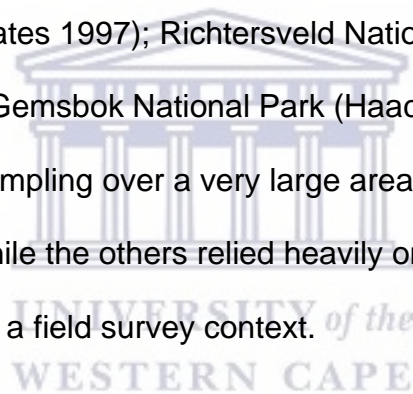 ates 1997); Richtersveld Natio
Gemsbok National Park (Haac
mpling over a very large area
ile the others relied heavily or
UNIVERSITY of the
a field survey context.
WESTERN CAPE